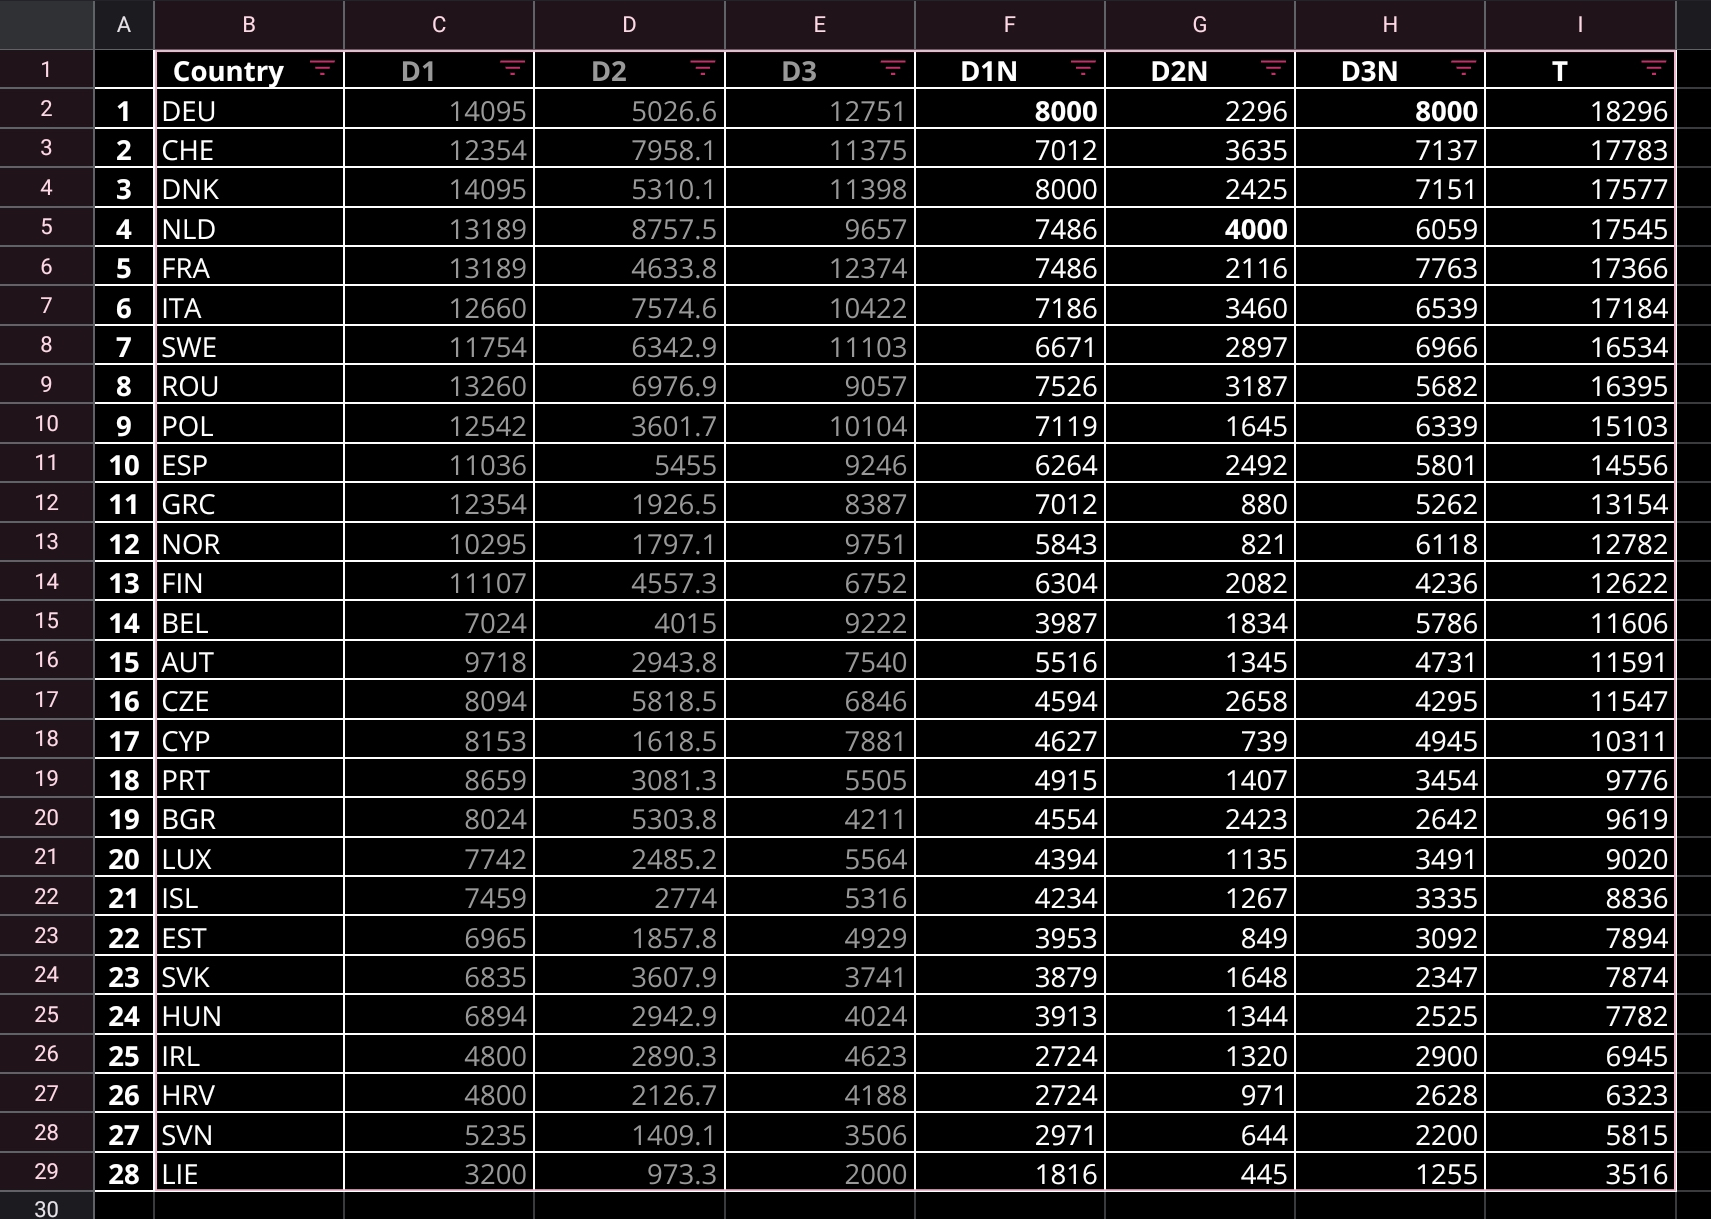 A B C D E F G H I
1 Country D1 D2 D3 D1N D2N D3N T
2 1 DEU 14095 5026.6 12751 8000 2296 8000 18296
3 2 CHE 12354 7958.1 11375 7012 3635 7137 17783
4 3 DNK 14095 5310.1 11398 8000 2425 7151 17577
5 4 NLD 13189 8757.5 9657 7486 4000 6059 17545
6 5 FRA 13189 4633.8 12374 7486 2116 7763 17366
7 6 ITA 12660 7574.6 10422 7186 3460 6539 17184
8 7 SWE 11754 6342.9 11103 6671 2897 6966 16534
9 8 ROU 13260 6976.9 9057 7526 3187 5682 16395
10 9 POL 12542 3601.7 10104 7119 1645 6339 15103
11 10 ESP 11036 5455 9246 6264 2492 5801 14556
12 11 GRC 12354 1926.5 8387 7012 880 5262 13154
13 12 NOR 10295 1797.1 9751 5843 821 6118 12782
14 13 FIN 11107 4557.3 6752 6304 2082 4236 12622
15 14 BEL 7024 4015 9222 3987 1834 5786 11606
16 15 AUT 9718 2943.8 7540 5516 1345 4731 11591
17 16 CZE 8094 5818.5 6846 4594 2658 4295 11547
18 17 CYP 8153 1618.5 7881 4627 739 4945 10311
19 18 PRT 8659 3081.3 5505 4915 1407 3454 9776
20 19 BGR 8024 5303.8 4211 4554 2423 2642 9619
21 20 LUX 7742 2485.2 5564 4394 1135 3491 9020
22 21 ISL 7459 2774 5316 4234 1267 3335 8836
23 22 EST 6965 1857.8 4929 3953 849 3092 7894
24 23 SVK 6835 3607.9 3741 3879 1648 2347 7874
25 24 HUN 6894 2942.9 4024 3913 1344 2525 7782
26 25 IRL 4800 2890.3 4623 2724 1320 2900 6945
27 26 HRV 4800 2126.7 4188 2724 971 2628 6323
28 27 SVN 5235 1409.1 3506 2971 644 2200 5815
29 28 LIE 3200 973.3 2000 1816 445 1255 3516
30